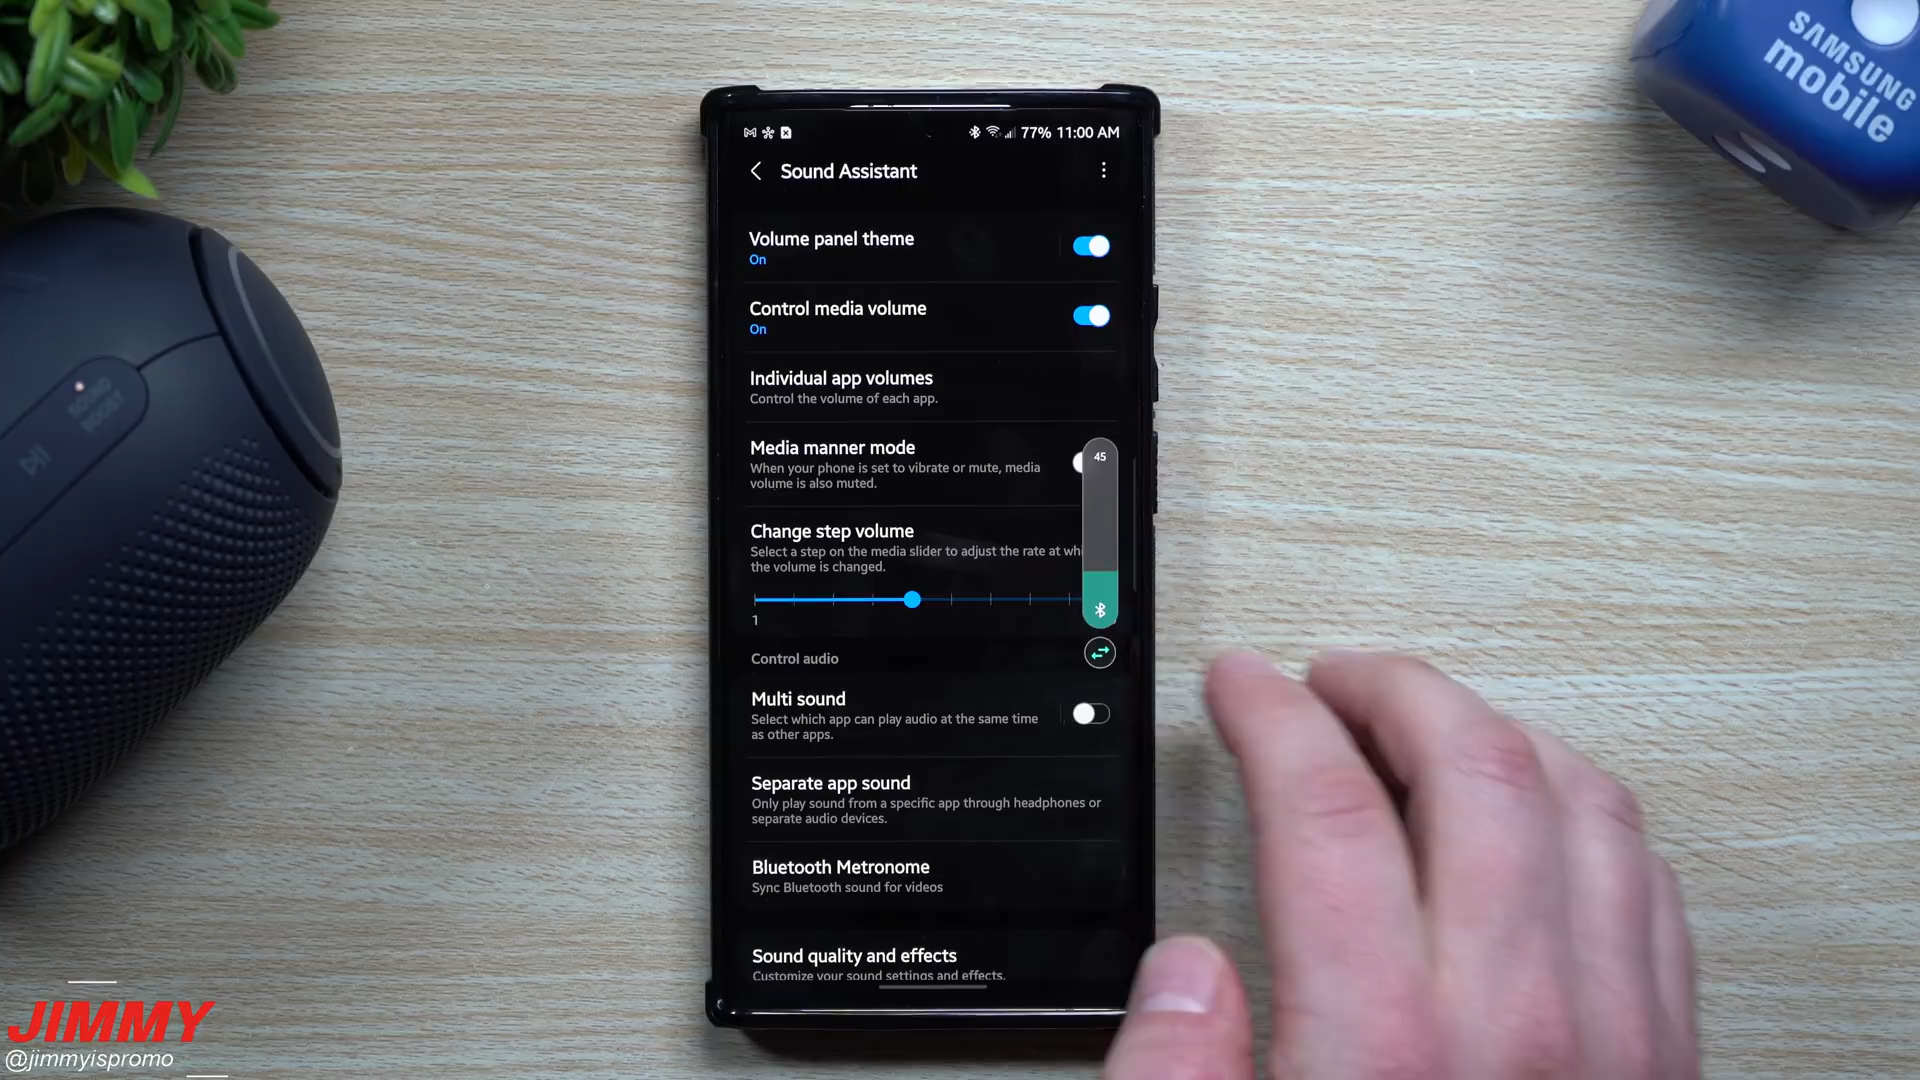 SAMSUNG
mobile
77% 11:00 AM
Sound Assistant
Volume panel theme
On
Control media volume
On
Individual app volumes
Control the volume of each app.
Media manner mode
When your phone is set to vibrate or mute, media
volume is also muted.
45
Change step volume
Select a step on the media slider to adjust the rate at whi
the volume is changed.
1
Control audio
Multi sound
Select which app can play audio at the same time
as other apps.
Separate app sound
Only play sound from a specific app through headphones or
separate audio devices.
Bluetooth Metronome
Sync Bluetooth sound for videos
Sound quality and effects
Customize your sound settings and effects.
SOUND
BOOST
JIMMY
@jimmyispromo